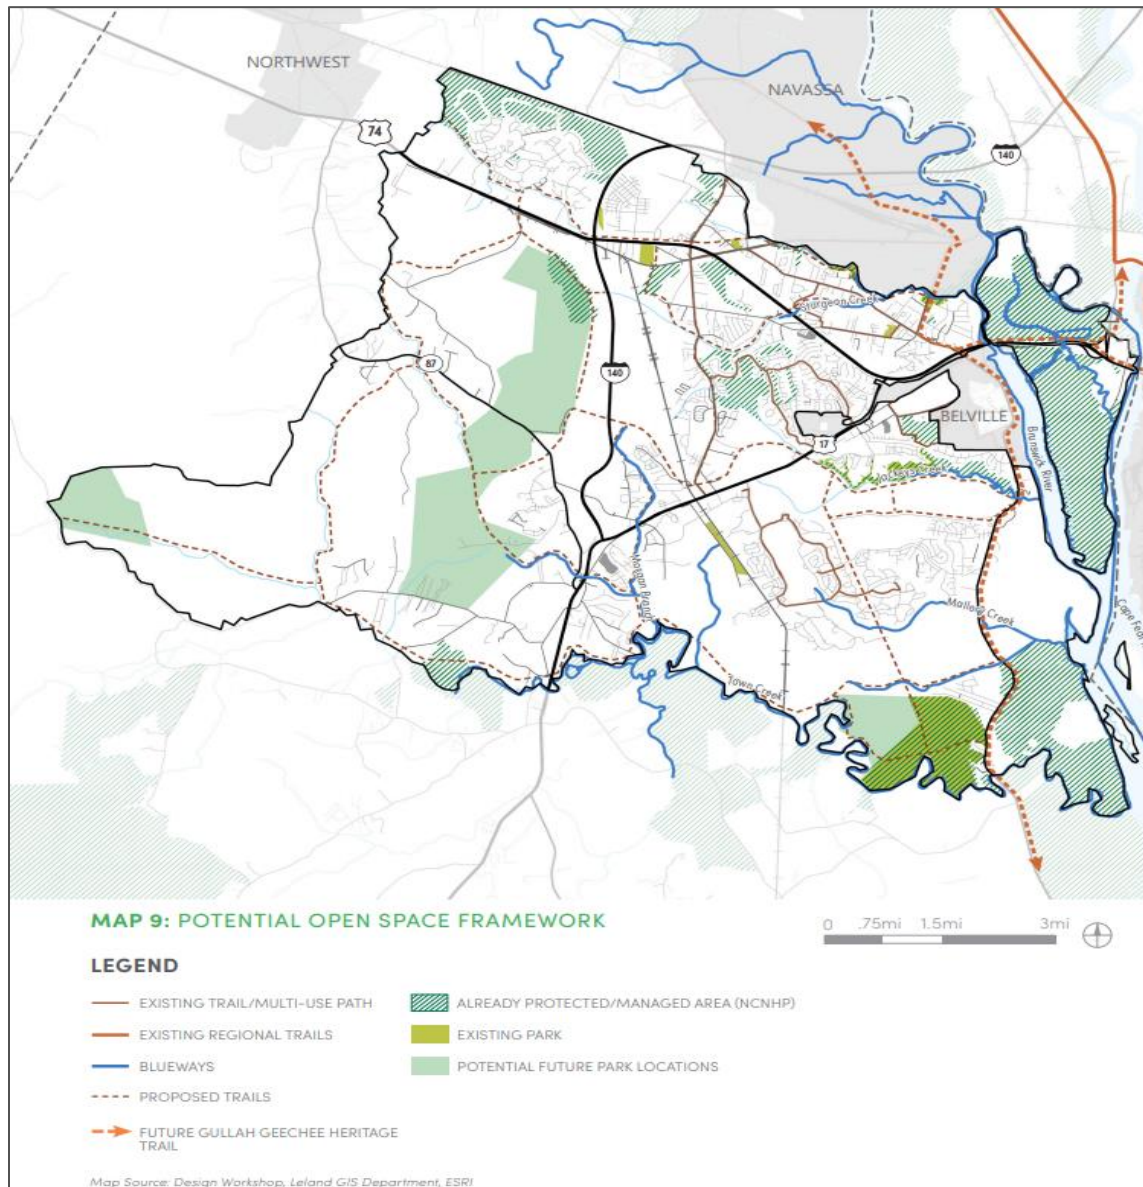 NORTHWEST
NAVASSA
74
140
Sturgeon Creek
87
140
BELVILLE
17
Brunswick River
Jackeys Creek
Morgan Branch
Mallory Creek
Cape Fear
Town Creek
MAP 9: POTENTIAL OPEN SPACE FRAMEWORK
0 .75mi 1.5mi 3mi
LEGEND
EXISTING TRAIL/MULTI-USE PATH
ALREADY PROTECTED/MANAGED AREA (NCNHP)
EXISTING REGIONAL TRAILS
EXISTING PARK
BLUEWAYS
POTENTIAL FUTURE PARK LOCATIONS
PROPOSED TRAILS
FUTURE GULLAH GEECHEE HERITAGE
TRAIL
Map Source: Design Workshop, Leland GIS Department, ESRI